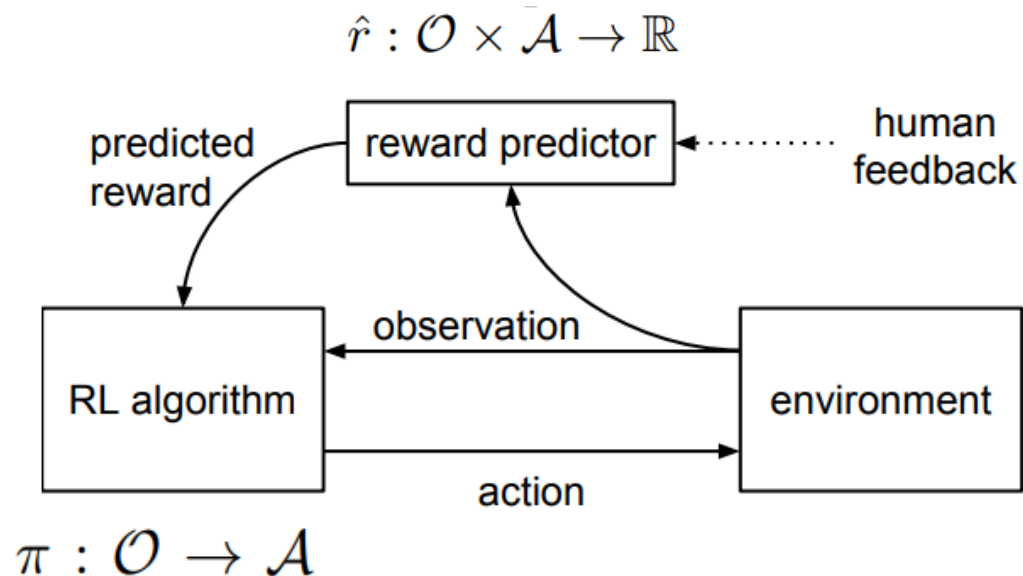 r̂ : 𝒪 × 𝒜 → ℝ
predicted
reward
reward predictor
human
feedback
observation
RL algorithm
environment
action
π : 𝒪 → 𝒜